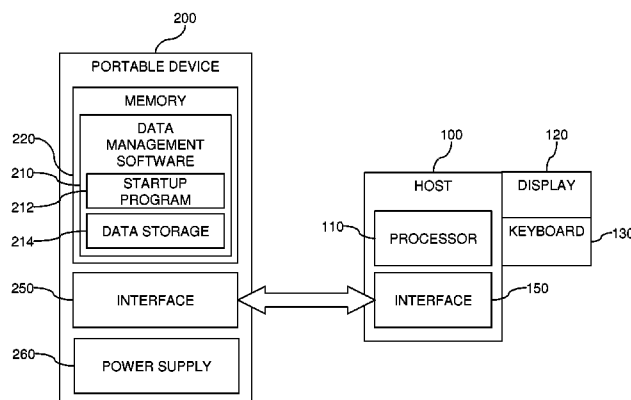 200
PORTABLE DEVICE
MEMORY
220
DATA
MANAGEMENT
SOFTWARE
210
STARTUP
PROGRAM
212
214
DATA STORAGE
250
INTERFACE
260
POWER SUPPLY
100
120
HOST
DISPLAY
110
PROCESSOR
KEYBOARD
130
INTERFACE
150